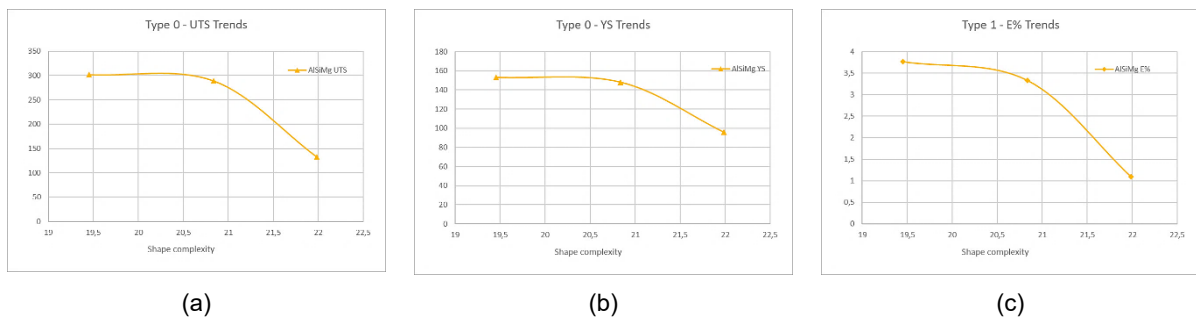 Type 0 - UTS Trends
350
300
250
200
150
100
50
0
AlSiMg UTS
19 19,5 20 20,5 21 21,5 22 22,5
Shape complexity
(a)
Type 0 - YS Trends
180
160
140
120
100
80
60
40
20
0
AlSiMg YS
19 19,5 20 20,5 21 21,5 22 22,5
Shape complexity
(b)
Type 1 - E% Trends
4
3,5
3
2,5
2
1,5
1
0,5
0
AlSiMg E%
19 19,5 20 20,5 21 21,5 22 22,5
Shape complexity
(c)